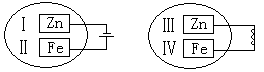 Ⅰ Zn
Ⅱ Fe
Ⅲ Zn
Ⅳ Fe